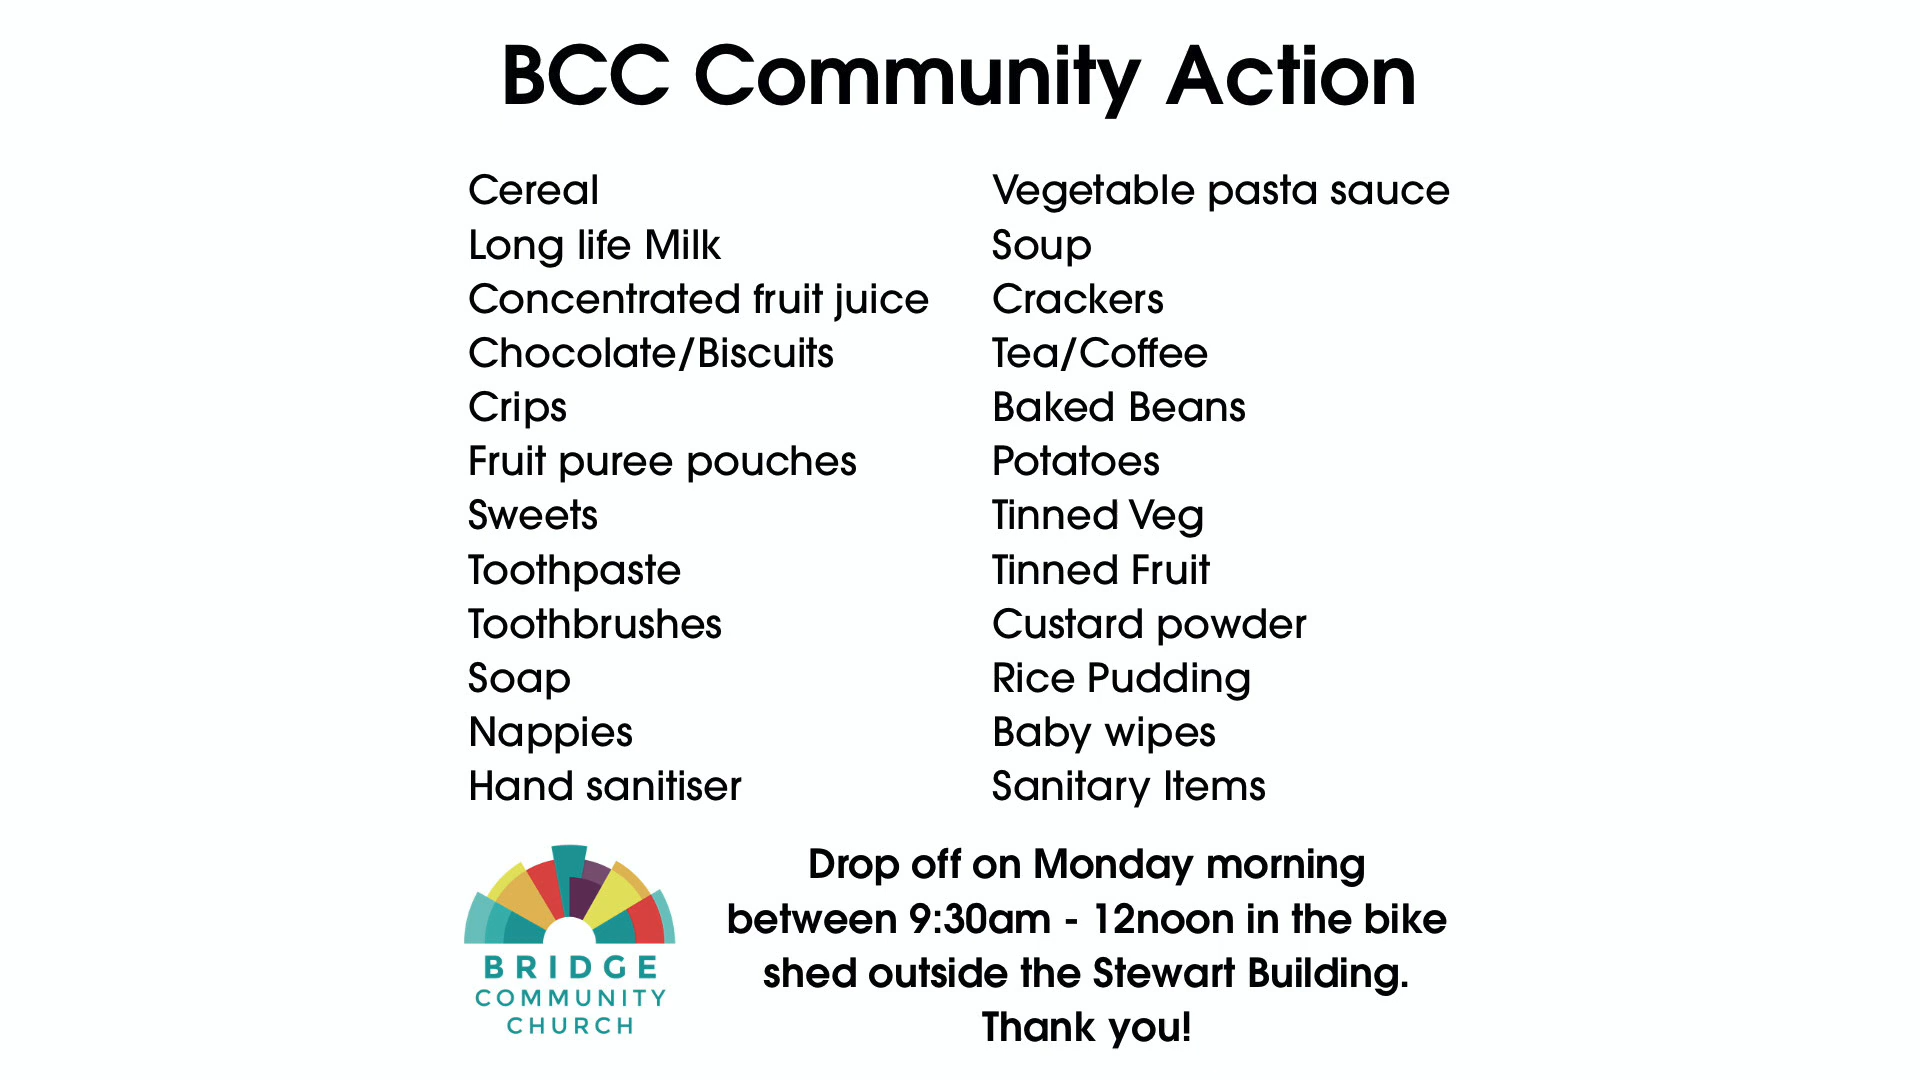 BCC Community Action
Cereal
Long life Milk
Concentrated fruit juice
Chocolate/Biscuits
Crips
Fruit puree pouches
Sweets
Toothpaste
Toothbrushes
Soap
Nappies
Hand sanitiser
Vegetable pasta sauce
Soup
Crackers
Tea/Coffee
Baked Beans
Potatoes
Tinned Veg
Tinned Fruit
Custard powder
Rice Pudding
Baby wipes
Sanitary Items
BRIDGE
COMMUNITY
CHURCH
Drop off on Monday morning
between 9:30am - 12noon in the bike
shed outside the Stewart Building.
Thank you!